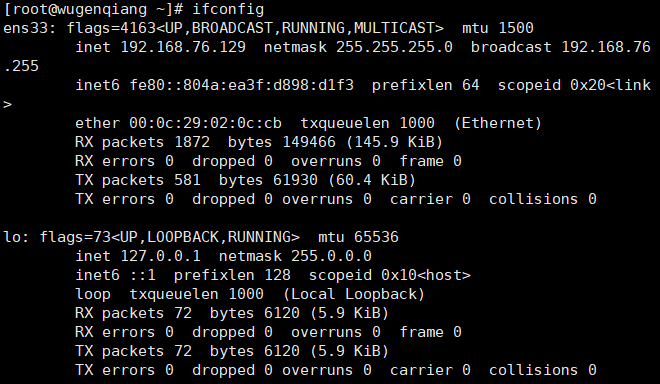 [root@wugenqiang ~]# ifconfig
ens33: flags=4163<UP,BROADCAST,RUNNING,MULTICAST>  mtu 1500
        inet 192.168.76.129  netmask 255.255.255.0  broadcast 192.168.76
.255
        inet6 fe80::804a:ea3f:d898:d1f3  prefixlen 64  scopeid 0x20<link
>
        ether 00:0c:29:02:0c:cb  txqueuelen 1000  (Ethernet)
        RX packets 1872  bytes 149466 (145.9 KiB)
        RX errors 0  dropped 0  overruns 0  frame 0
        TX packets 581  bytes 61930 (60.4 KiB)
        TX errors 0  dropped 0 overruns 0  carrier 0  collisions 0

lo: flags=73<UP,LOOPBACK,RUNNING>  mtu 65536
        inet 127.0.0.1  netmask 255.0.0.0
        inet6 ::1  prefixlen 128  scopeid 0x10<host>
        loop  txqueuelen 1000  (Local Loopback)
        RX packets 72  bytes 6120 (5.9 KiB)
        RX errors 0  dropped 0  overruns 0  frame 0
        TX packets 72  bytes 6120 (5.9 KiB)
        TX errors 0  dropped 0 overruns 0  carrier 0  collisions 0